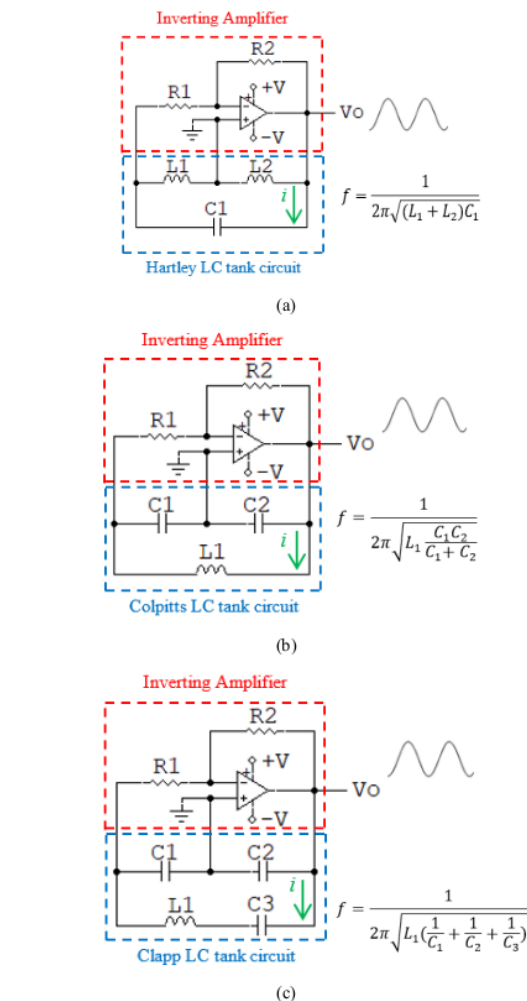 Inverting Amplifier
R2
R1
+V
-V
Vo
L1 L2
i
C1
f = 1 / (2π√((L₁ + L₂)C₁))
Hartley LC tank circuit
(a)
Inverting Amplifier
R2
R1
+V
-V
Vo
C1 C2
i
L1
f = 1 / (2π√(L₁ C₁C₂/(C₁ + C₂)))
Colpitts LC tank circuit
(b)
Inverting Amplifier
R2
R1
+V
-V
Vo
C1 C2
i
L1 C3
f = 1 / (2π√(L₁(1/C₁ + 1/C₂ + 1/C₃)))
Clapp LC tank circuit
(c)